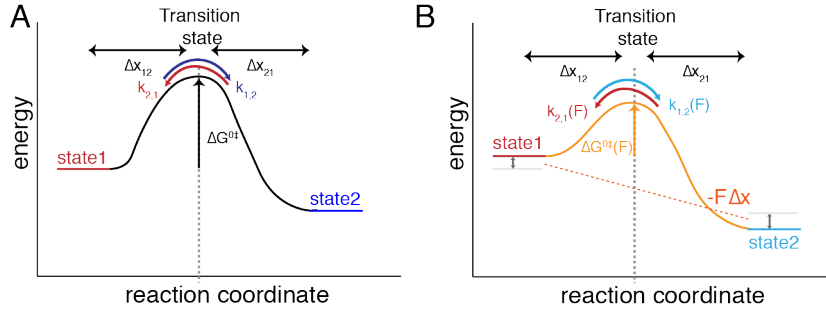 A
Transition
state
Δx₁₂
Δx₂₁
k₂,₁
k₁,₂
energy
state1
ΔG⁰‡
state2
reaction coordinate
B
Transition
state
Δx₁₂
Δx₂₁
k₂,₁(F)
k₁,₂(F)
energy
state1
ΔG⁰‡(F)
-FΔx
state2
reaction coordinate